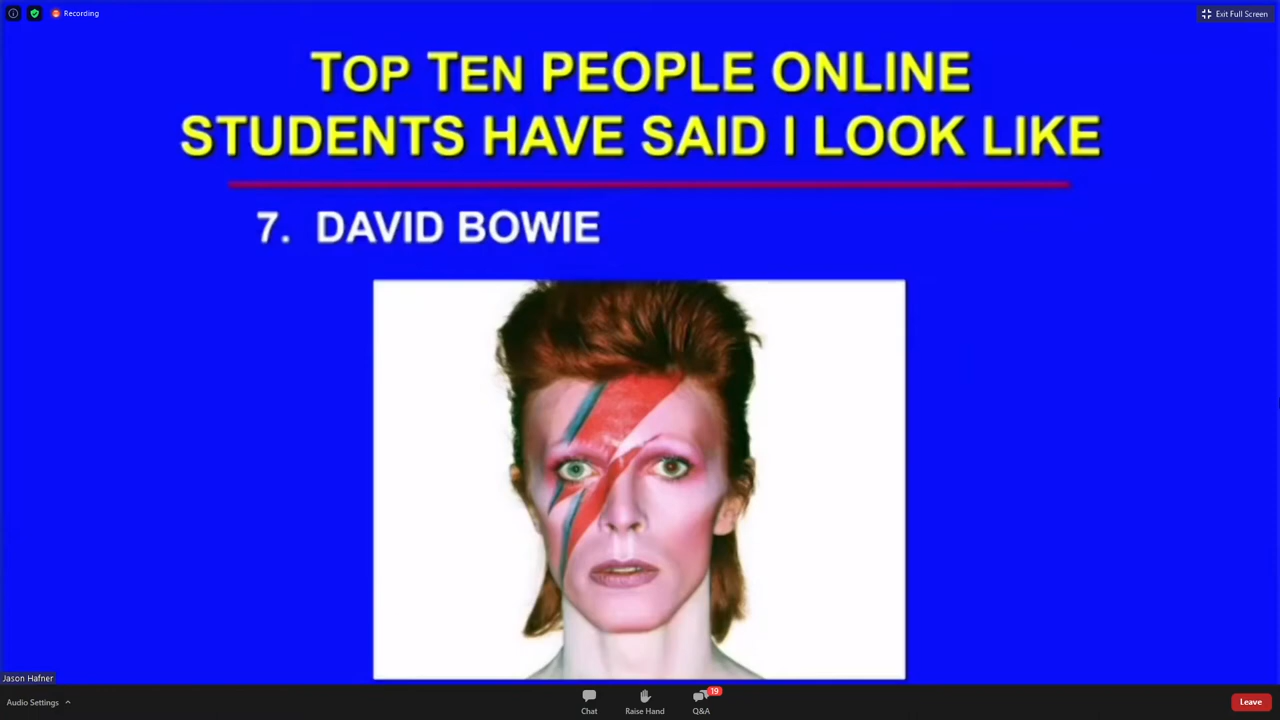 Recording
Exit Full Screen
TOP TEN PEOPLE ONLINE
STUDENTS HAVE SAID I LOOK LIKE
7. DAVID BOWIE
Jason Hafner
Audio Settings
Chat
Raise Hand
19
Q&A
Leave